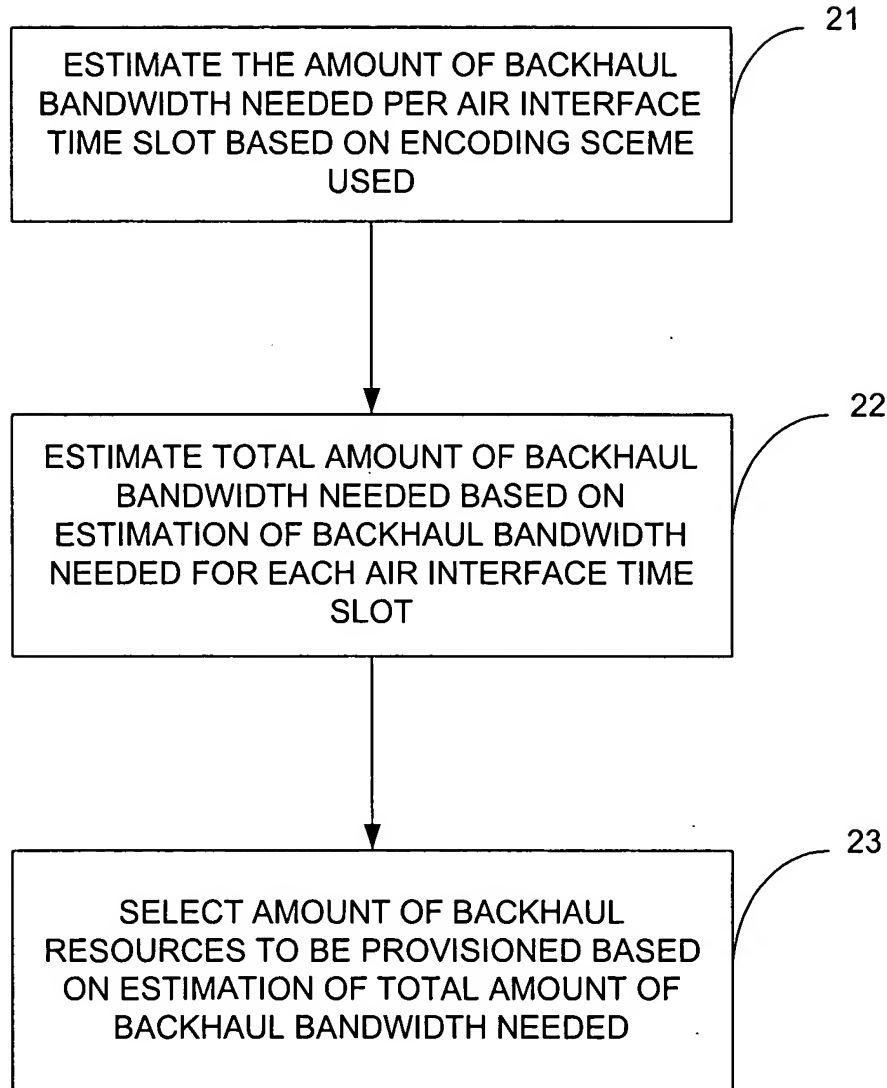 21
ESTIMATE THE AMOUNT OF BACKHAUL
BANDWIDTH NEEDED PER AIR INTERFACE
TIME SLOT BASED ON ENCODING SCEME
USED
22
ESTIMATE TOTAL AMOUNT OF BACKHAUL
BANDWIDTH NEEDED BASED ON
ESTIMATION OF BACKHAUL BANDWIDTH
NEEDED FOR EACH AIR INTERFACE TIME
SLOT
23
SELECT AMOUNT OF BACKHAUL
RESOURCES TO BE PROVISIONED BASED
ON ESTIMATION OF TOTAL AMOUNT OF
BACKHAUL BANDWIDTH NEEDED